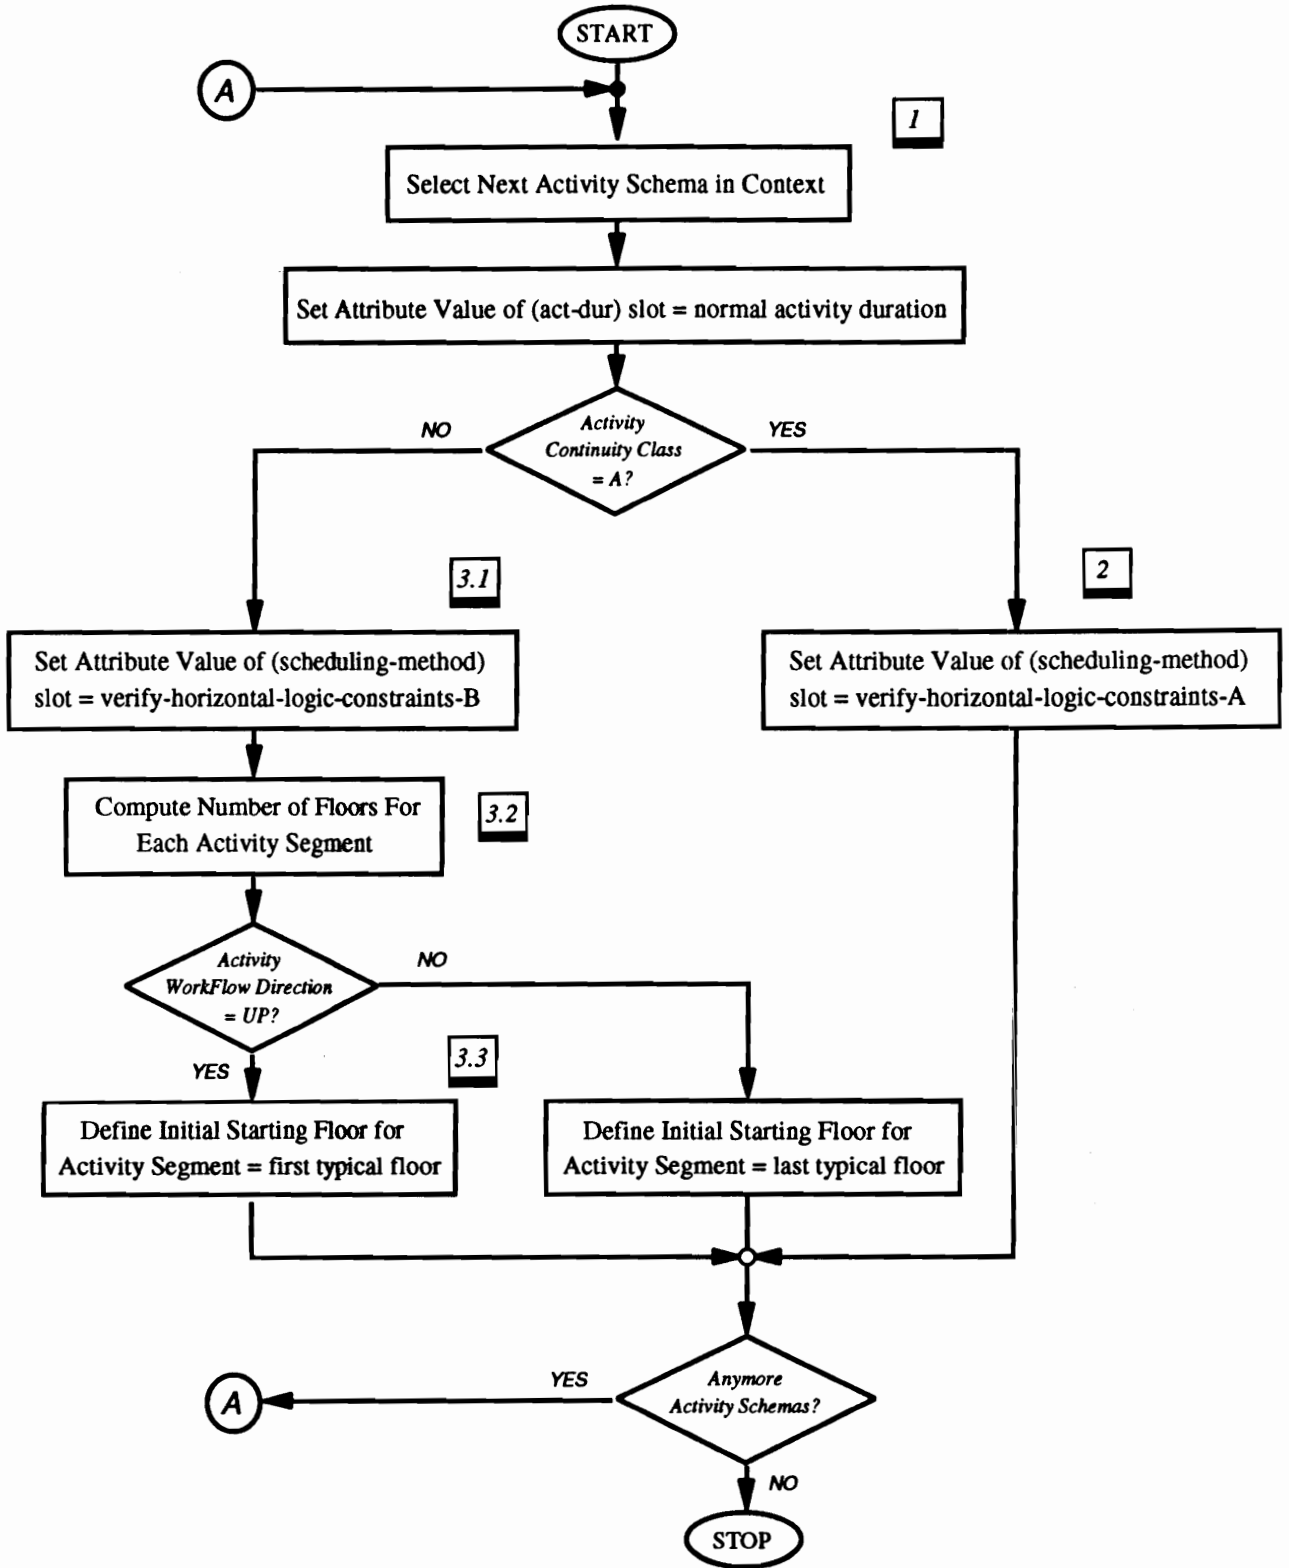 START
A
1
Select Next Activity Schema in Context
Set Attribute Value of (act-dur) slot = normal activity duration
Activity
Continuity Class
= A?
NO
YES
3.1
2
Set Attribute Value of (scheduling-method)
slot = verify-horizontal-logic-constraints-B
Set Attribute Value of (scheduling-method)
slot = verify-horizontal-logic-constraints-A
Compute Number of Floors For
Each Activity Segment
3.2
Activity
WorkFlow Direction
= UP?
NO
YES
3.3
Define Initial Starting Floor for
Activity Segment = first typical floor
Define Initial Starting Floor for
Activity Segment = last typical floor
Anymore
Activity Schemas?
YES
A
NO
STOP